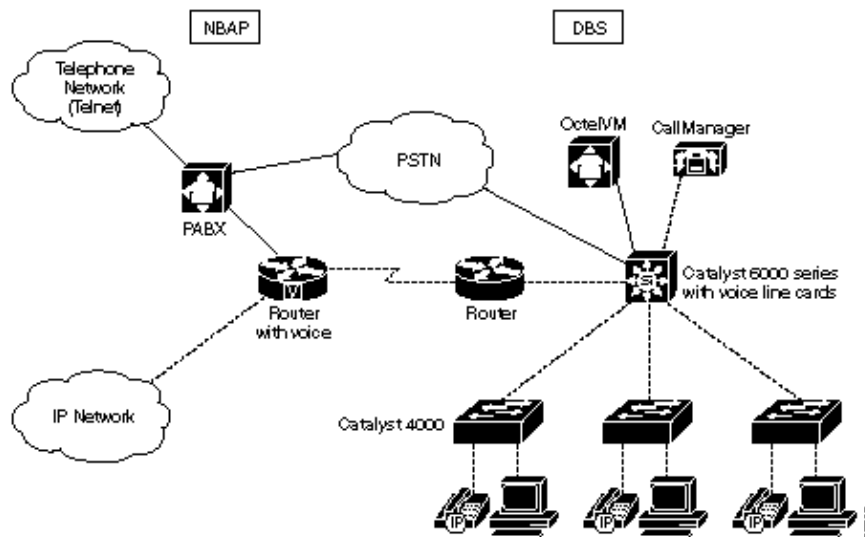 NBAP
DBS
Telephone
Network
(Telnet)
OctelVM
CallManager
PSTN
PABX
Catalyst 6000 series
with voice line cards
SI
V
Router
with voice
Router
IP Network
Catalyst 4000
IP
IP
IP